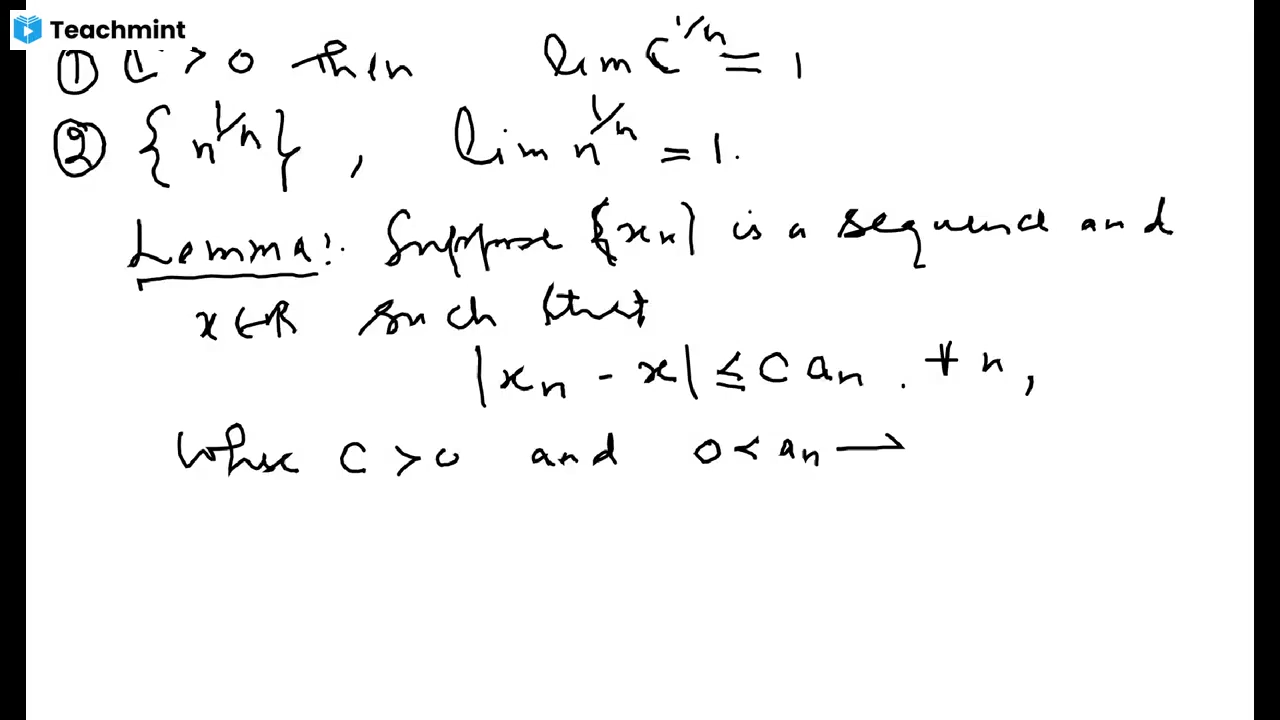 Teachmint
① C > 0 then lim C^{1/n} = 1
② {n^{1/n}}, lim n^{1/n} = 1.
Lemma: Suppose {xn} is a sequence and
x ∈ R such that
|xn - x| ≤ C an . ∀ n,
Where C > 0 and 0 < an →